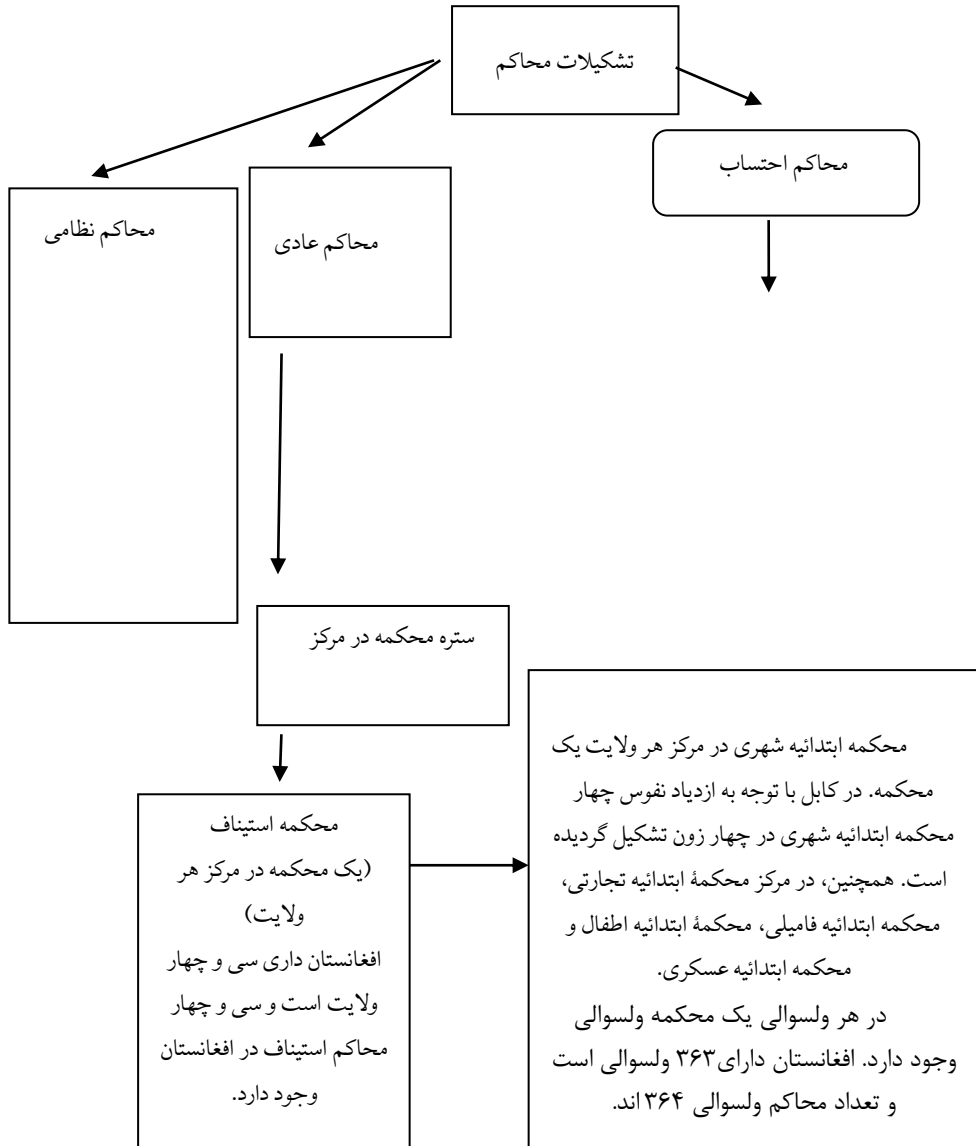 تشکیلات محاکم
محاکم احتساب
محاکم عادی
محاکم نظامی
ستره محکمه در مرکز
محکمه استیناف
(یک محکمه در مرکز هر
ولایت)
افغانستان داری سی و چهار
ولایت است و سی و چهار
محاکم استیناف در افغانستان
وجود دارد.
محکمه ابتدائیه شهری در مرکز هر ولایت یک
محکمه. در کابل با توجه به ازدیاد نفوس چهار
محکمه ابتدائیه شهری در چهار زون تشکیل گردیده
است. همچنین، در مرکز محکمۀ ابتدائیه تجارتی،
محکمه ابتدائیه فامیلی، محکمۀ ابتدائیه اطفال و
محکمه ابتدائیه عسکری.
در هر ولسوالی یک محکمه ولسوالی
وجود دارد. افغانستان دارای۳۶۳ ولسوالی است
و تعداد محاکم ولسوالی ۳۶۴ اند.